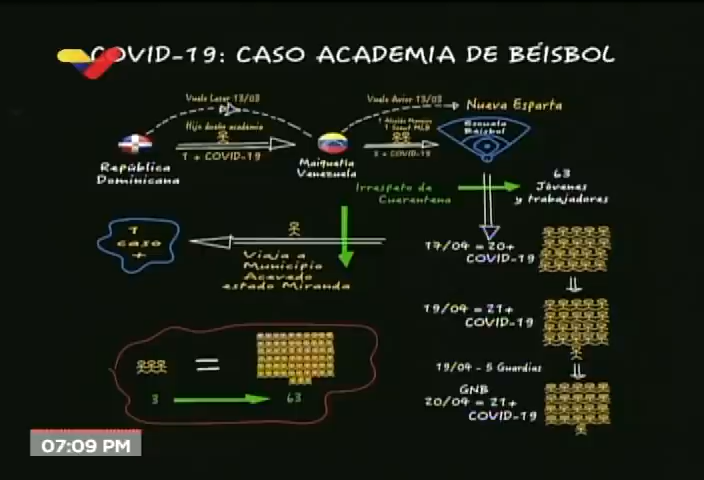 COVID-19: CASO ACADEMIA DE BÉISBOL
Vuelo Laser 13/03
Vuelo Avior 13/03
Nueva Esparta
Hijo dueño academia
1 Scout MLB
Escuela
Béisbol
1 + COVID-19
3 + COVID-19
República
Dominicana
Maiquetía
Venezuela
63
Jóvenes
y trabajadores
Irrespeto de
Cuarentena
1
caso
+
Viaja a
Municipio
Acevedo
estado Miranda
17/04 = 20+
COVID-19
19/04 = 21+
COVID-19
19/04 - 5 Guardias
GNB
20/04 = 21+
COVID-19
=
3
63
07:09 PM